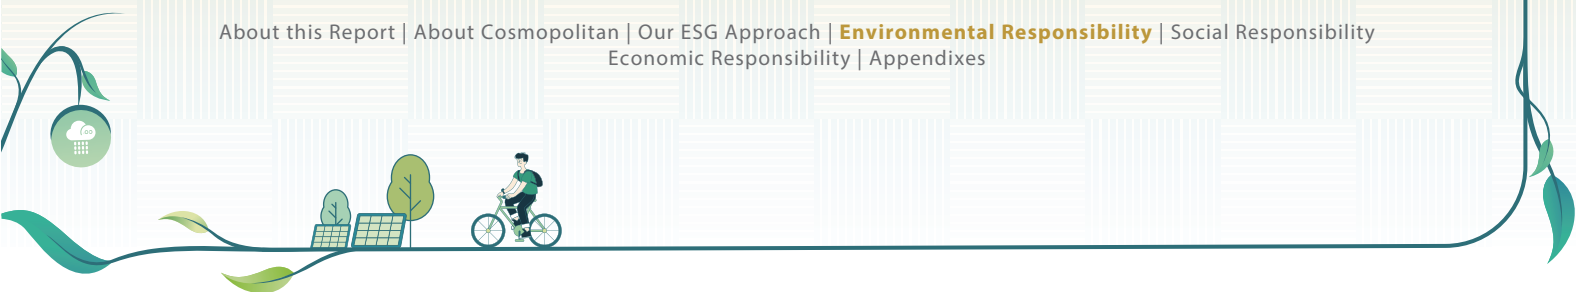 About this Report | About Cosmopolitan | Our ESG Approach | Environmental Responsibility | Social Responsibility
Economic Responsibility | Appendixes